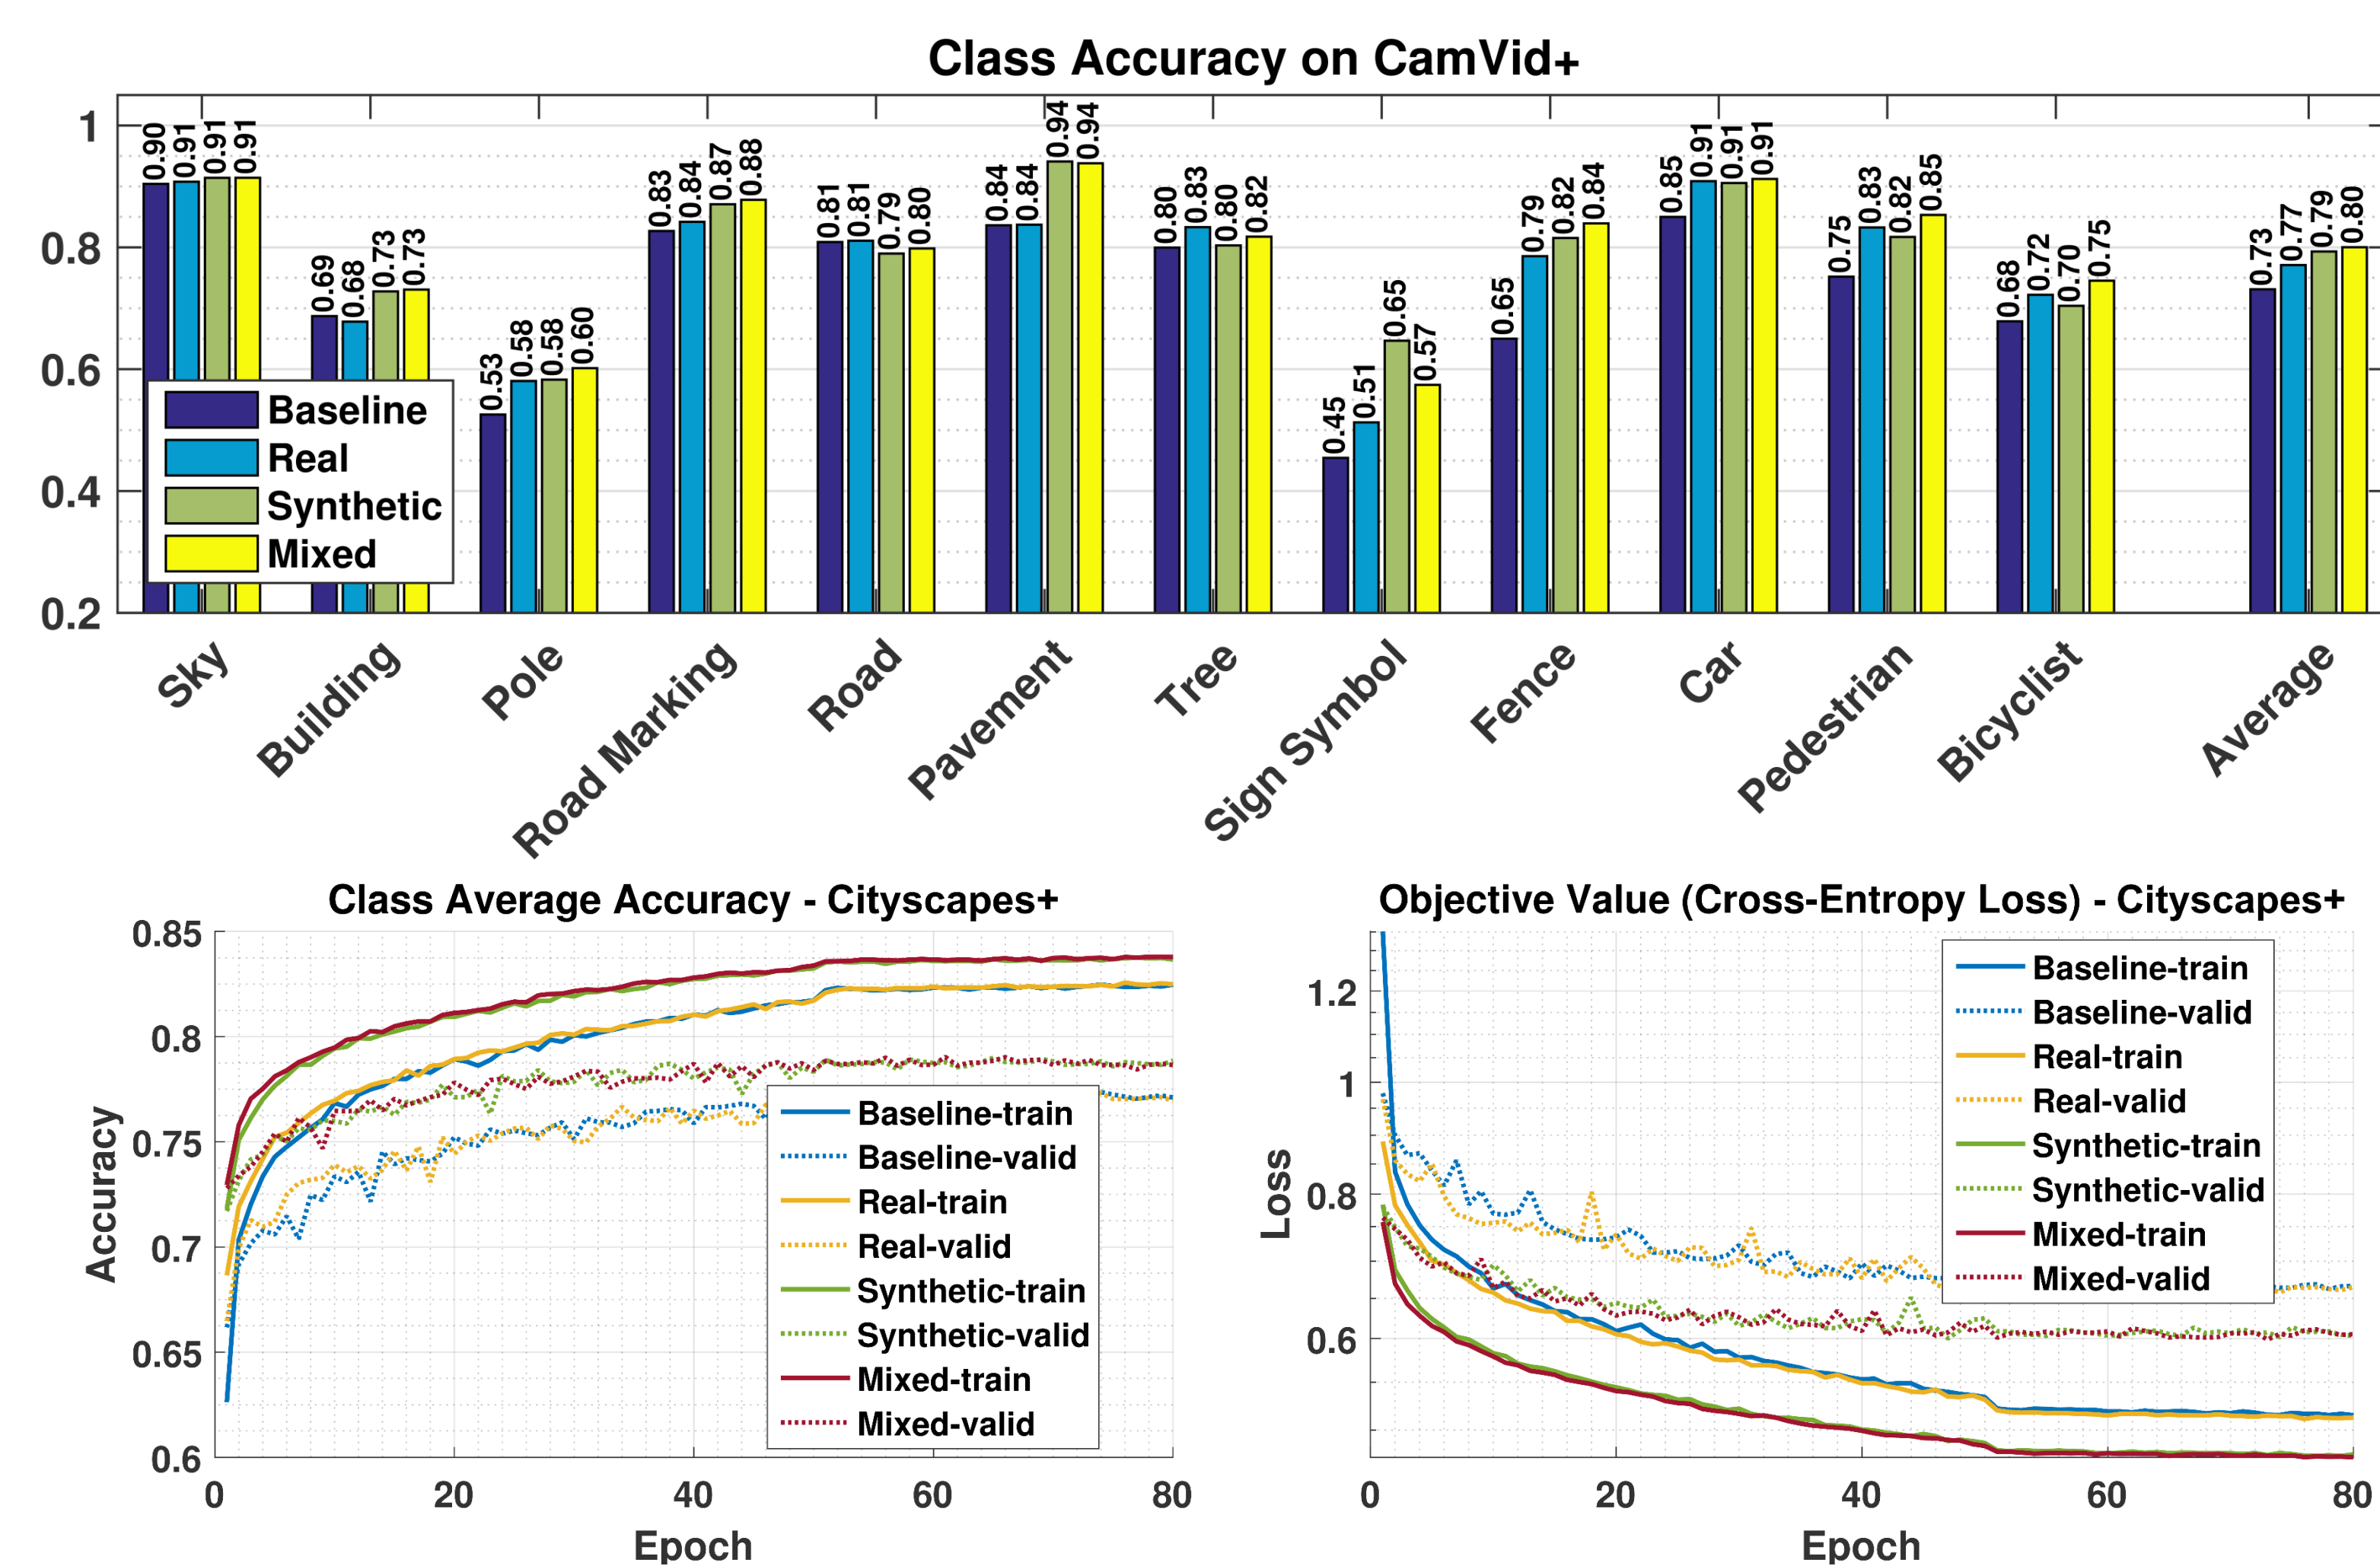 Class Accuracy on CamVid+
1
0.8
0.6
0.4
0.2
0.90 0.91 0.91 0.91
0.69 0.68 0.73 0.73
0.53 0.58 0.58 0.60
0.83 0.84 0.87 0.88
0.81 0.81 0.79 0.80
0.84 0.84 0.94 0.94
0.80 0.83 0.80 0.82
0.45 0.51 0.65 0.57
0.65 0.79 0.82 0.84
0.85 0.91 0.91 0.91
0.75 0.83 0.82 0.85
0.68 0.72 0.70 0.75
0.73 0.77 0.79 0.80
Baseline
Real
Synthetic
Mixed
Sky
Building
Pole
Road Marking
Road
Pavement
Tree
Sign Symbol
Fence
Car
Pedestrian
Bicyclist
Average
Class Average Accuracy - Cityscapes+
0.85
0.8
0.75
0.7
0.65
0.6
Accuracy
Baseline-train
Baseline-valid
Real-train
Real-valid
Synthetic-train
Synthetic-valid
Mixed-train
Mixed-valid
0 20 40 60 80
Epoch
Objective Value (Cross-Entropy Loss) - Cityscapes+
1.2
1
0.8
0.6
Loss
Baseline-train
Baseline-valid
Real-train
Real-valid
Synthetic-train
Synthetic-valid
Mixed-train
Mixed-valid
0 20 40 60 80
Epoch